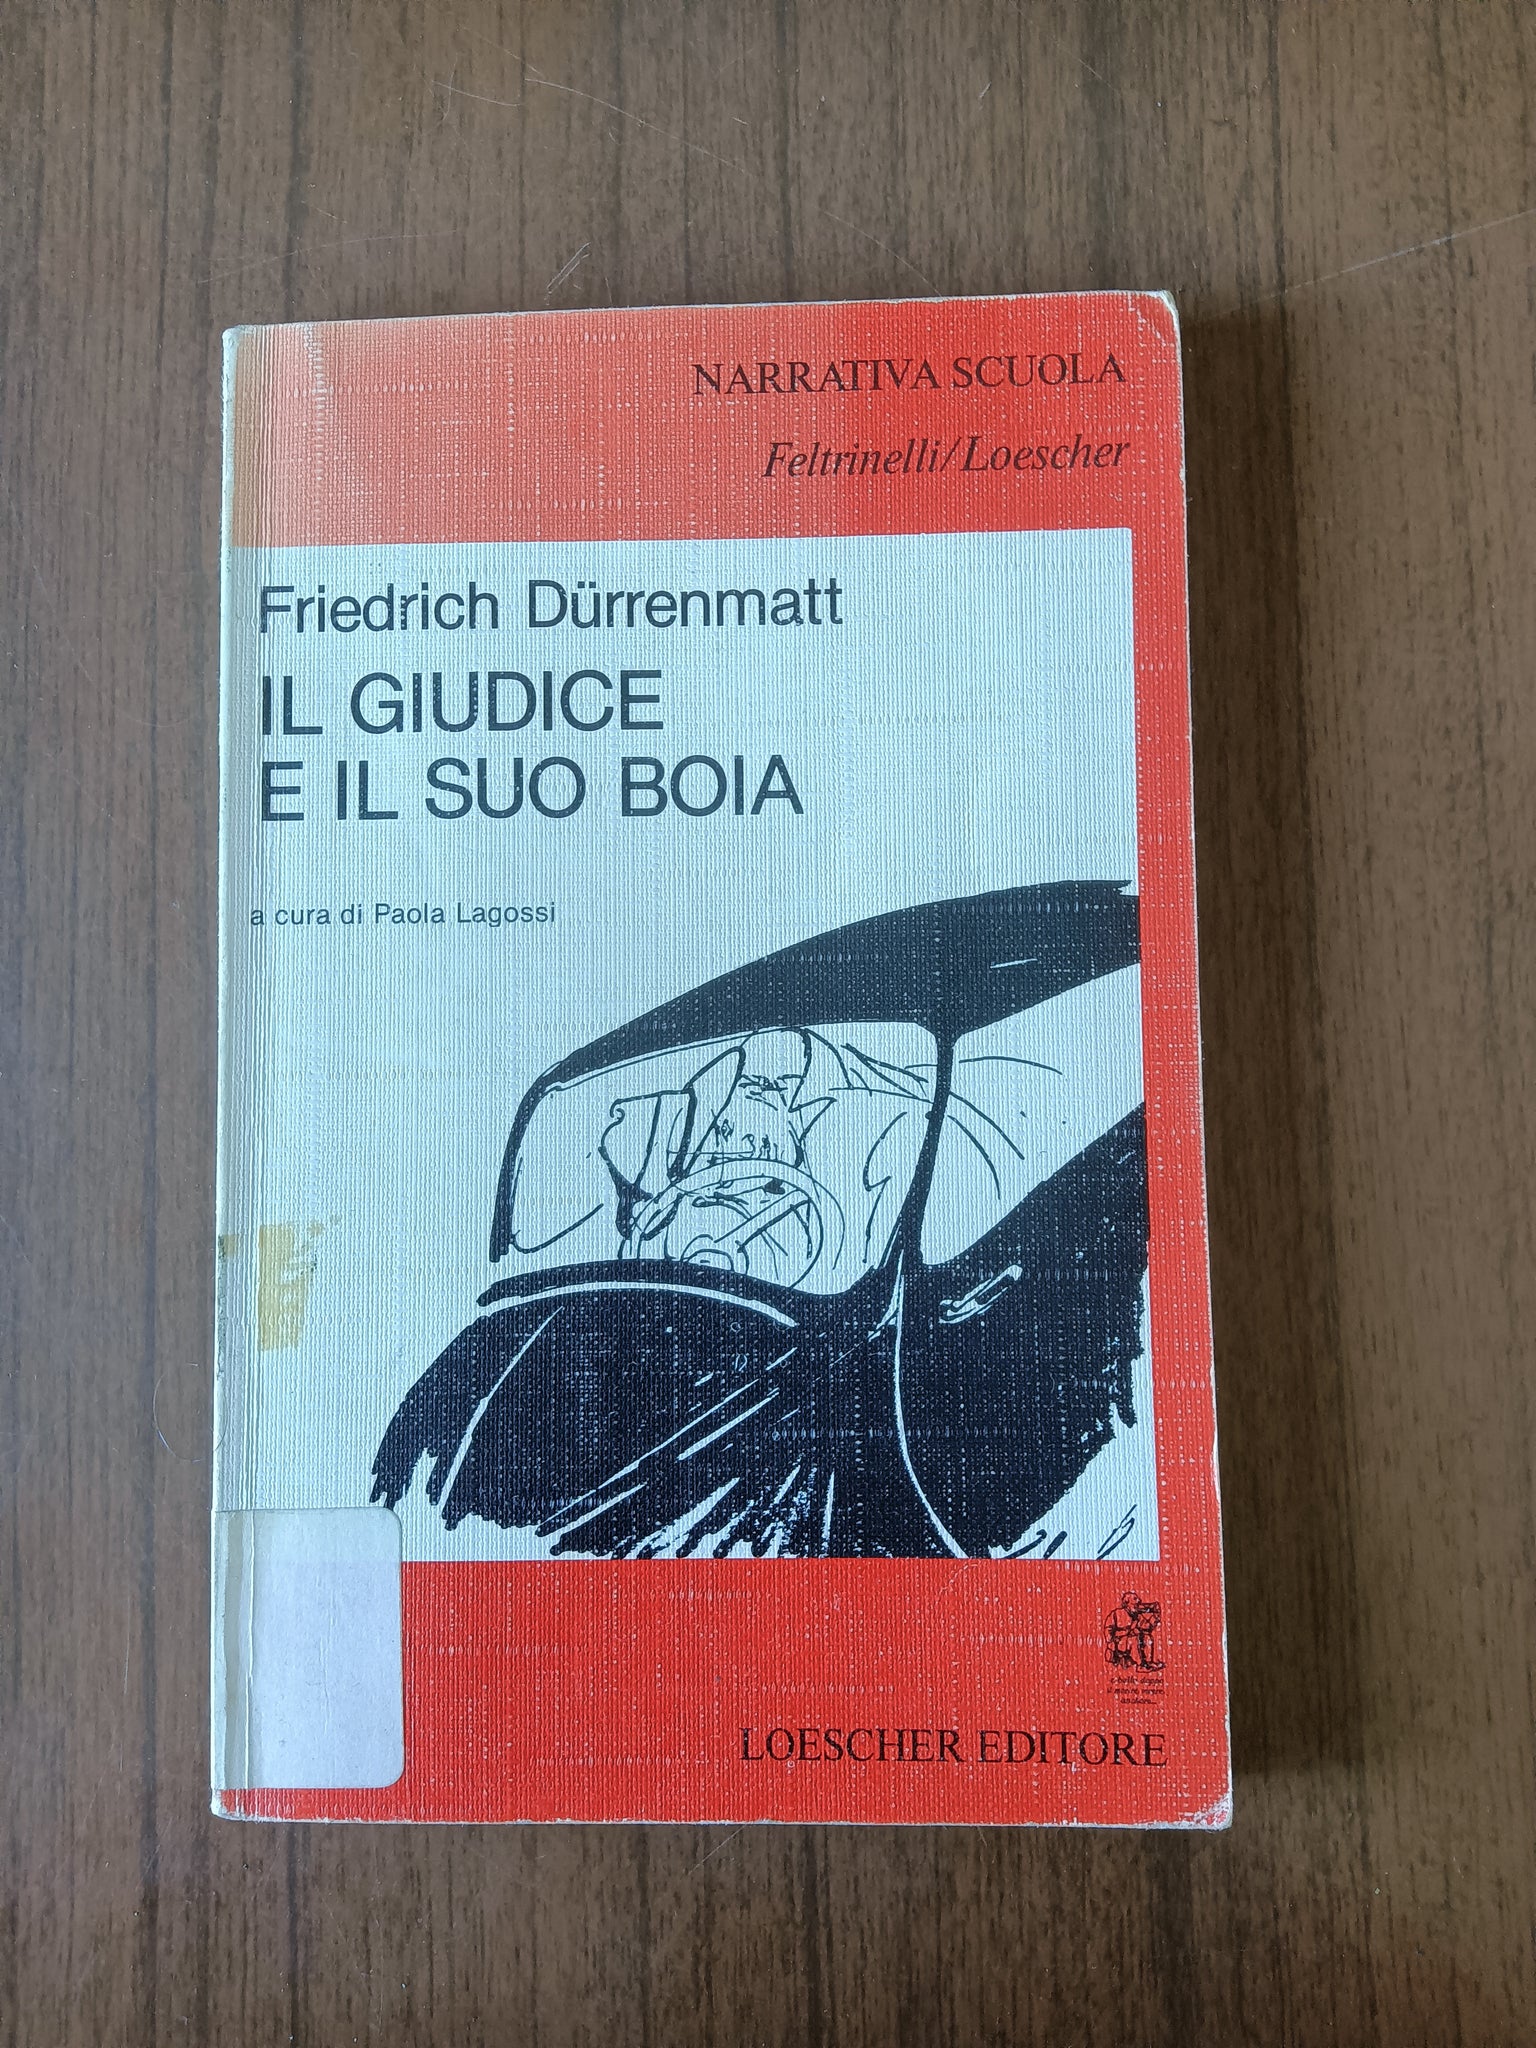 NARRATIVA SCUOLA
Feltrinelli/Loescher
Friedrich Dürrenmatt
IL GIUDICE
E IL SUO BOIA
a cura di Paola Lagossi
LOESCHER EDITORE